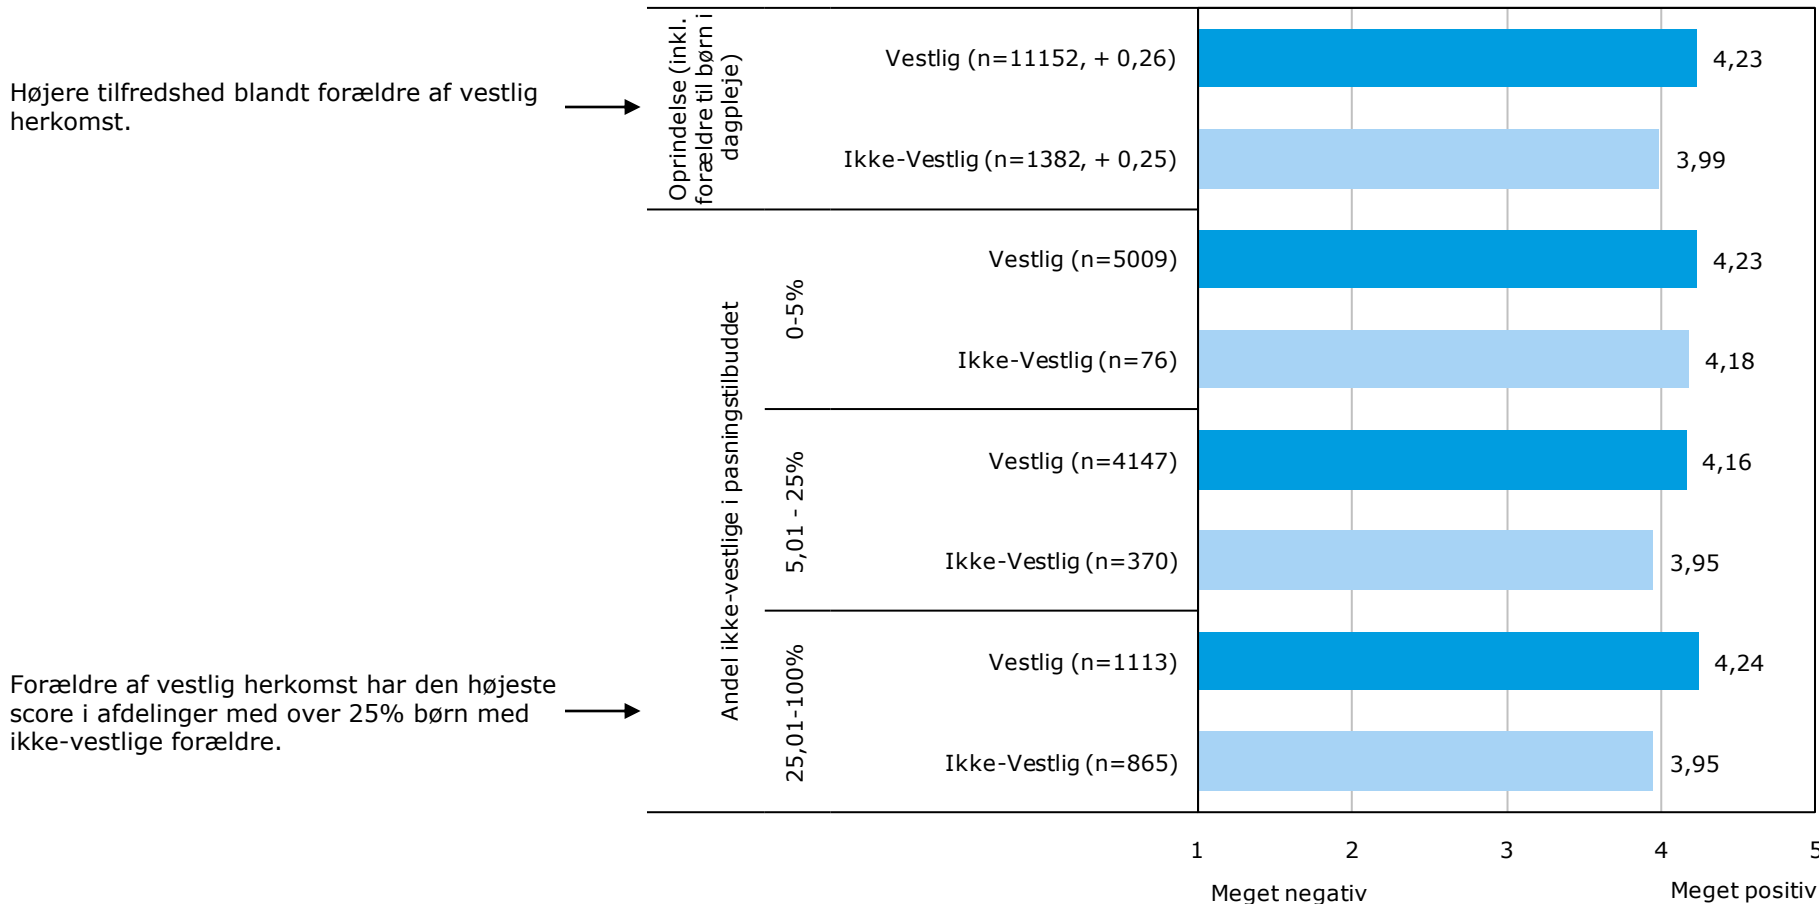 Højere tilfredshed blandt forældre af vestlig
herkomst.
Forældre af vestlig herkomst har den højeste
score i afdelinger med over 25% børn med
ikke-vestlige forældre.
Oprindelse (inkl.
forældre til børn i
dagpleje)
Vestlig (n=11152, + 0,26)
4,23
Ikke-Vestlig (n=1382, + 0,25)
3,99
Andel ikke-vestlige i pasningstilbuddet
0-5%
Vestlig (n=5009)
4,23
Ikke-Vestlig (n=76)
4,18
5,01 - 25%
Vestlig (n=4147)
4,16
Ikke-Vestlig (n=370)
3,95
25,01-100%
Vestlig (n=1113)
4,24
Ikke-Vestlig (n=865)
3,95
1 2 3 4 5
Meget negativ Meget positiv